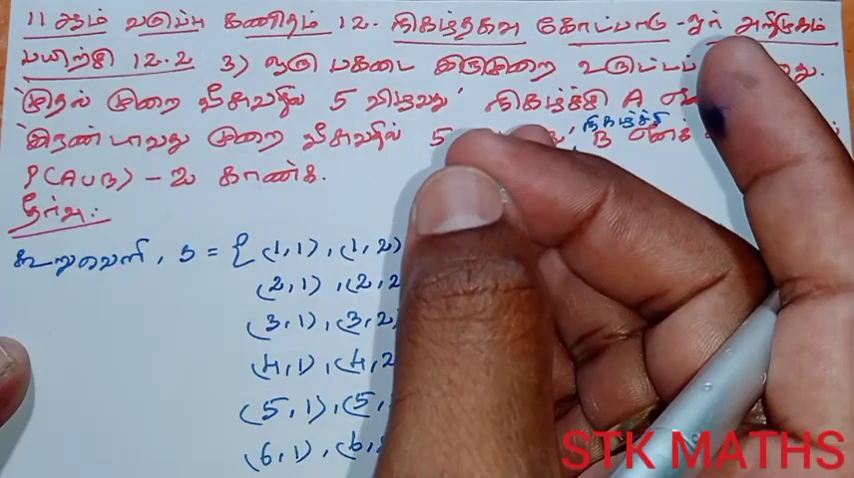 11 ஆம் வகுப்பு கணிதம் 12. நிகழ்தகவு கோட்பாடு - ஓர் அறிமுகம்
பயிற்சி 12.2 3) ஒரு பகடை இருமுறை உருட்டப்
முதல் முறை வீசுவதில் 5 விழுவது' நிகழ்ச்சி A
இரண்டாவது முறை வீசுவதில் 5 நிகழ்ச்சி B எனக்
P(A∪B) - ஐ காண்க.
தீர்வு:
கூறுவெளி, S = {(1,1), (1,2)
(2,1), (2,2
(3,1), (3,2)
(4,1), (4,2
(5,1), (5,
(6,1), (6,
STK MATHS